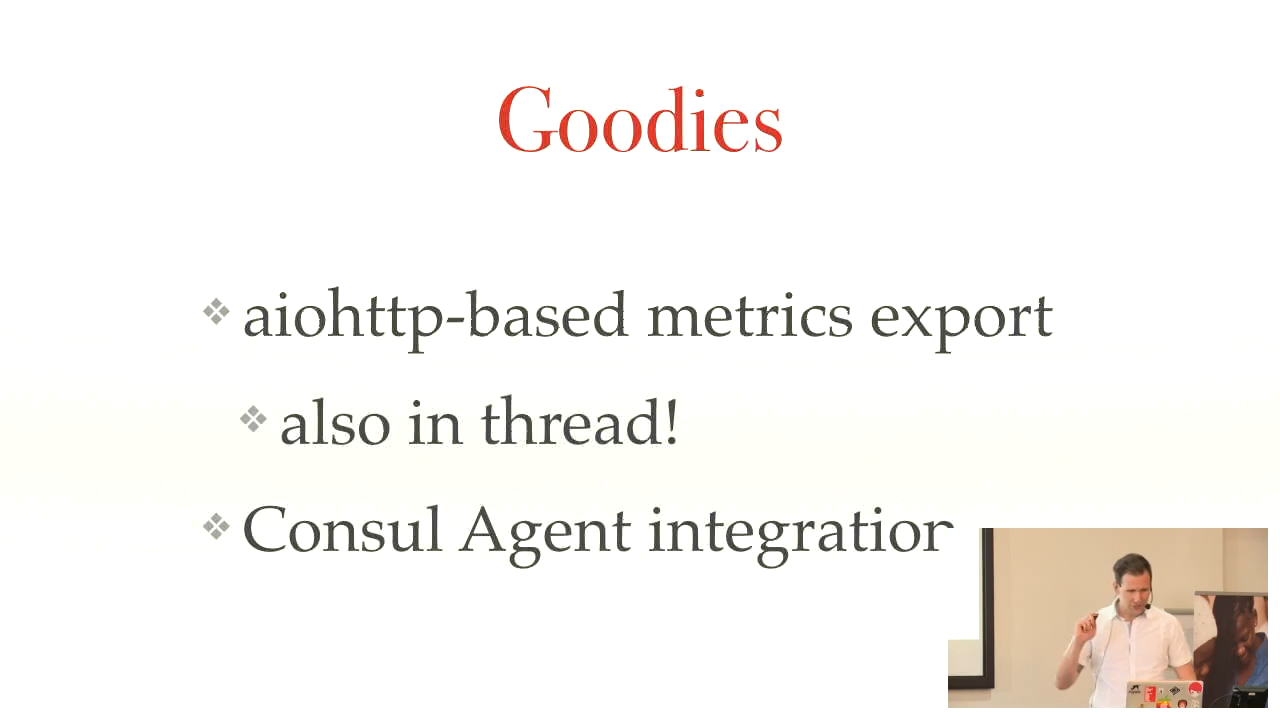 Goodies
aiohttp-based metrics export
also in thread!
Consul Agent integration